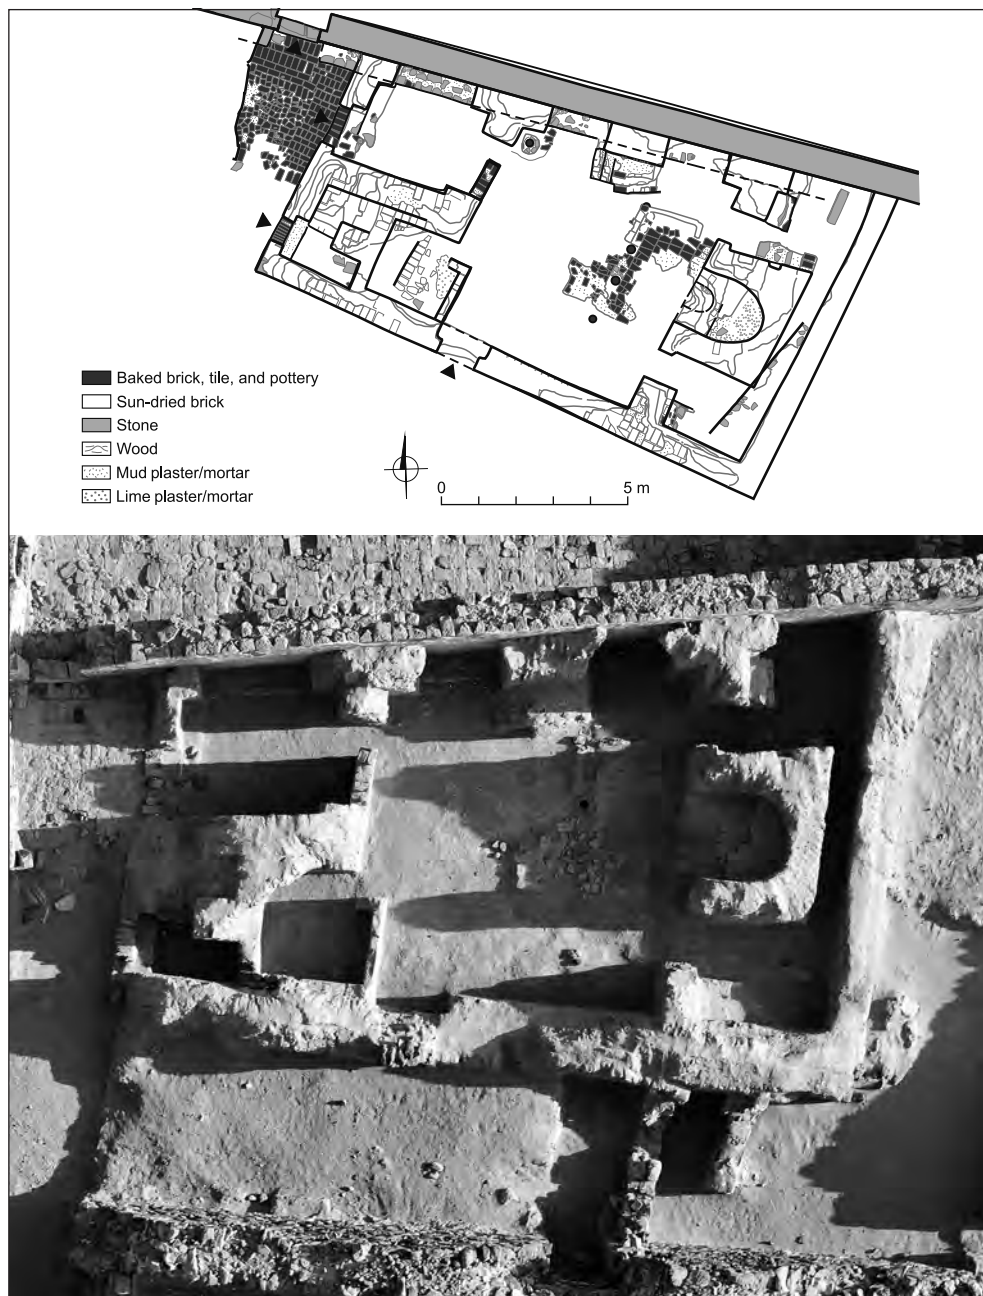 Baked brick, tile, and pottery
Sun-dried brick
Stone
Wood
Mud plaster/mortar
Lime plaster/mortar
0 5 m